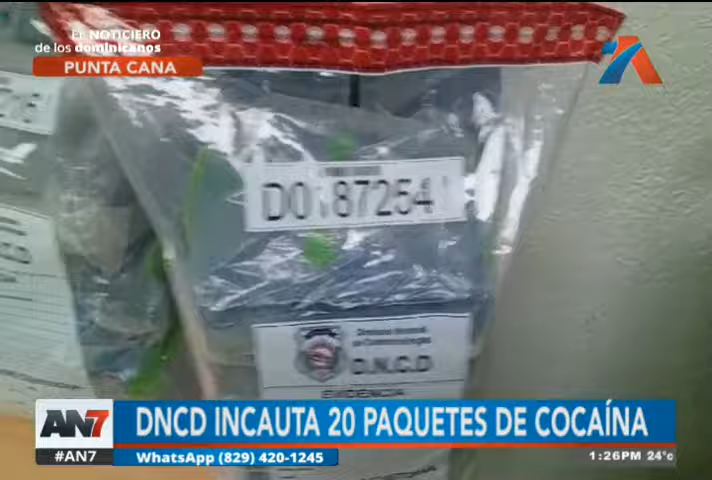 EL NOTICIERO
de los dominicanos
PUNTA CANA
D0187254
D.N.C.D
EVIDENCIA
AN7
DNCD INCAUTA 20 PAQUETES DE COCAÍNA
#AN7
WhatsApp (829) 420-1245
1:26PM 24°c